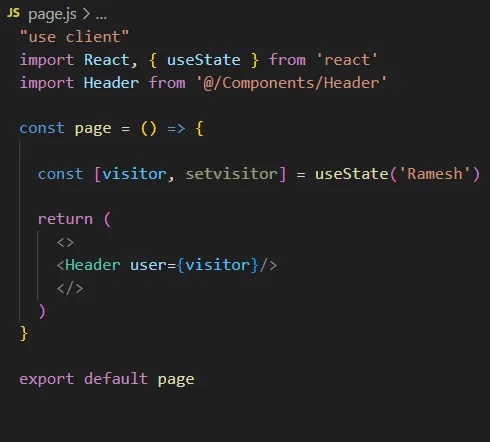 JS page.js > ...
"use client"
import React, { useState } from 'react'
import Header from '@/Components/Header'
const page = () => {
const [visitor, setvisitor] = useState('Ramesh')
return (
<>
<Header user={visitor}/>
</>
)
}
export default page